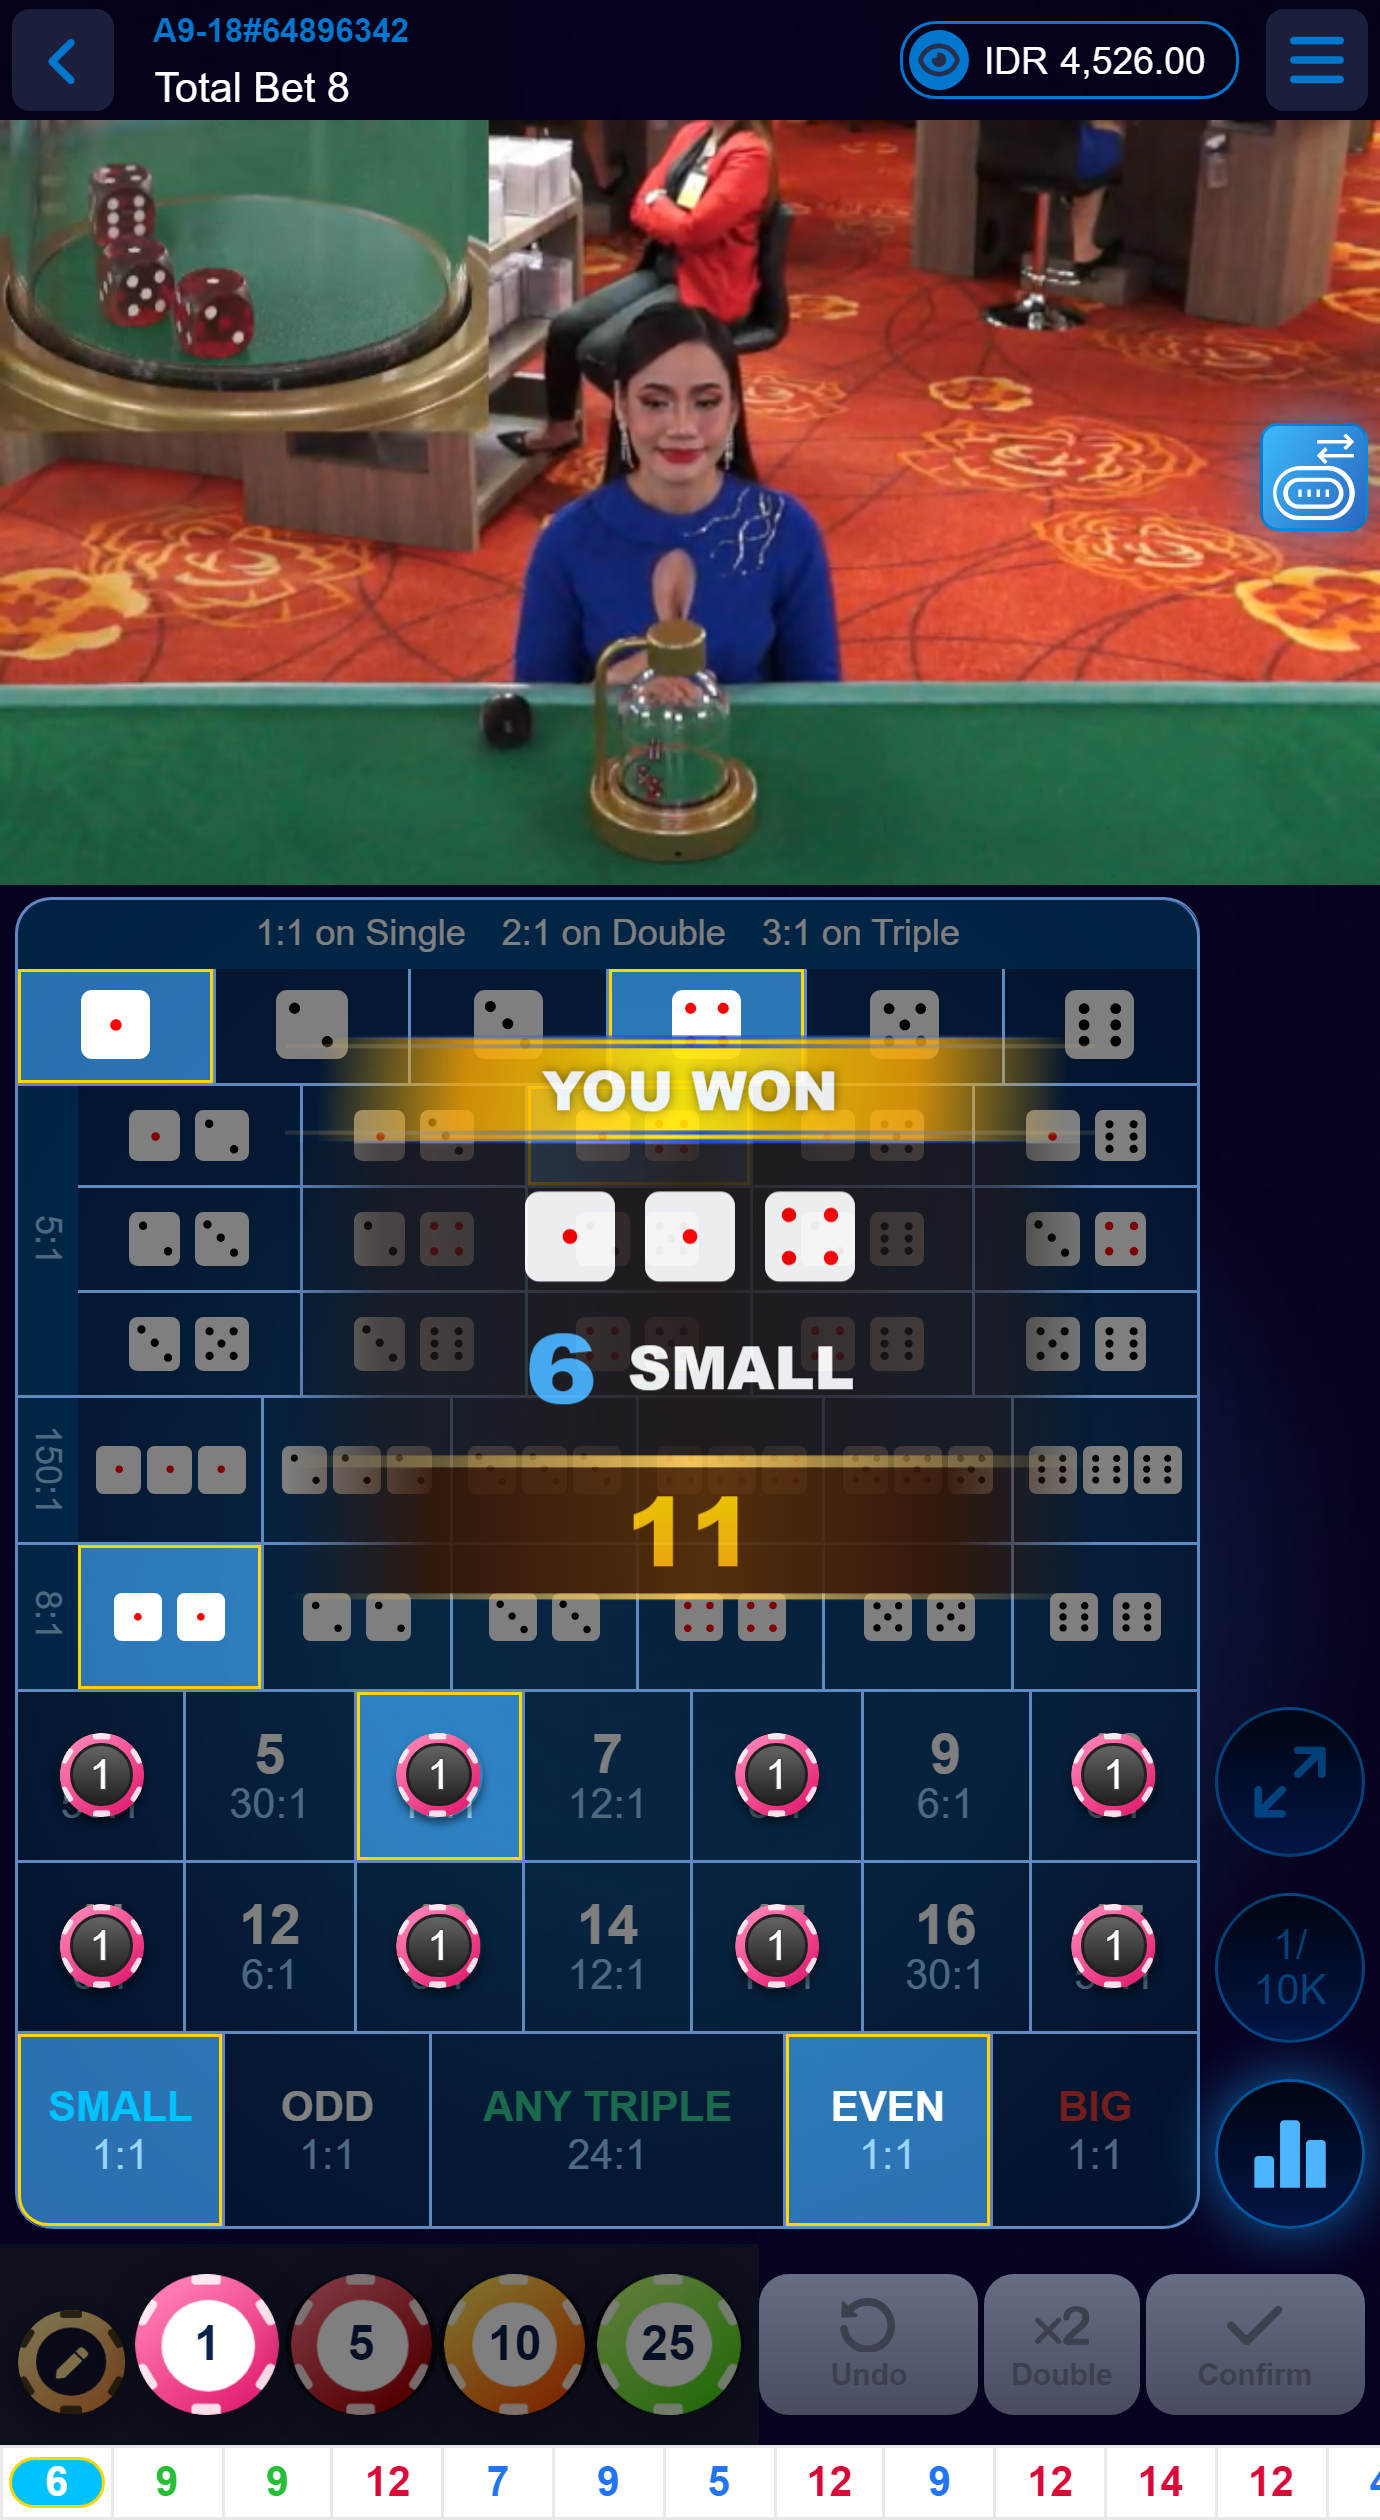 A9-18#64896342
Total Bet 8
IDR 4,526.00
1:1 on Single 2:1 on Double 3:1 on Triple
YOU WON
5:1
6 SMALL
150:1
11
8:1
1 5 1 7 1 9 1
30:1 12:1 6:1
1 12 1 14 1 16 1
6:1 12:1 30:1
1/
10K
SMALL ODD ANY TRIPLE EVEN BIG
1:1 1:1 24:1 1:1 1:1
1 5 10 25
x2
Undo Double Confirm
6 9 9 12 7 9 5 12 9 12 14 12